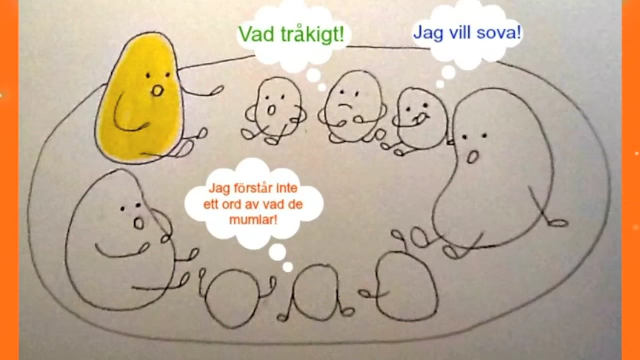 Vad tråkigt!
Jag vill sova!
Jag förstår inte
ett ord av vad de
mumlar!